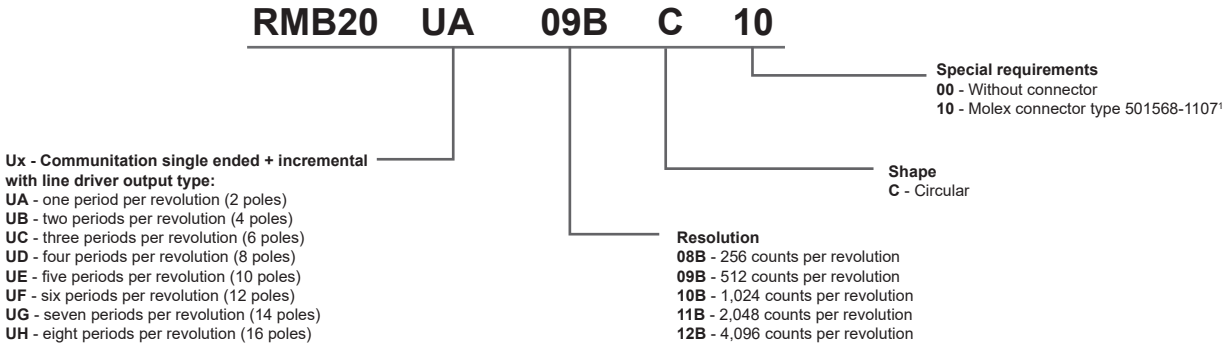 RMB20 UA 09B C 10
Special requirements
00 - Without connector
10 - Molex connector type 501568-1107¹
Ux - Communitation single ended + incremental
with line driver output type:
UA - one period per revolution (2 poles)
UB - two periods per revolution (4 poles)
UC - three periods per revolution (6 poles)
UD - four periods per revolution (8 poles)
UE - five periods per revolution (10 poles)
UF - six periods per revolution (12 poles)
UG - seven periods per revolution (14 poles)
UH - eight periods per revolution (16 poles)
Shape
C - Circular
Resolution
08B - 256 counts per revolution
09B - 512 counts per revolution
10B - 1,024 counts per revolution
11B - 2,048 counts per revolution
12B - 4,096 counts per revolution